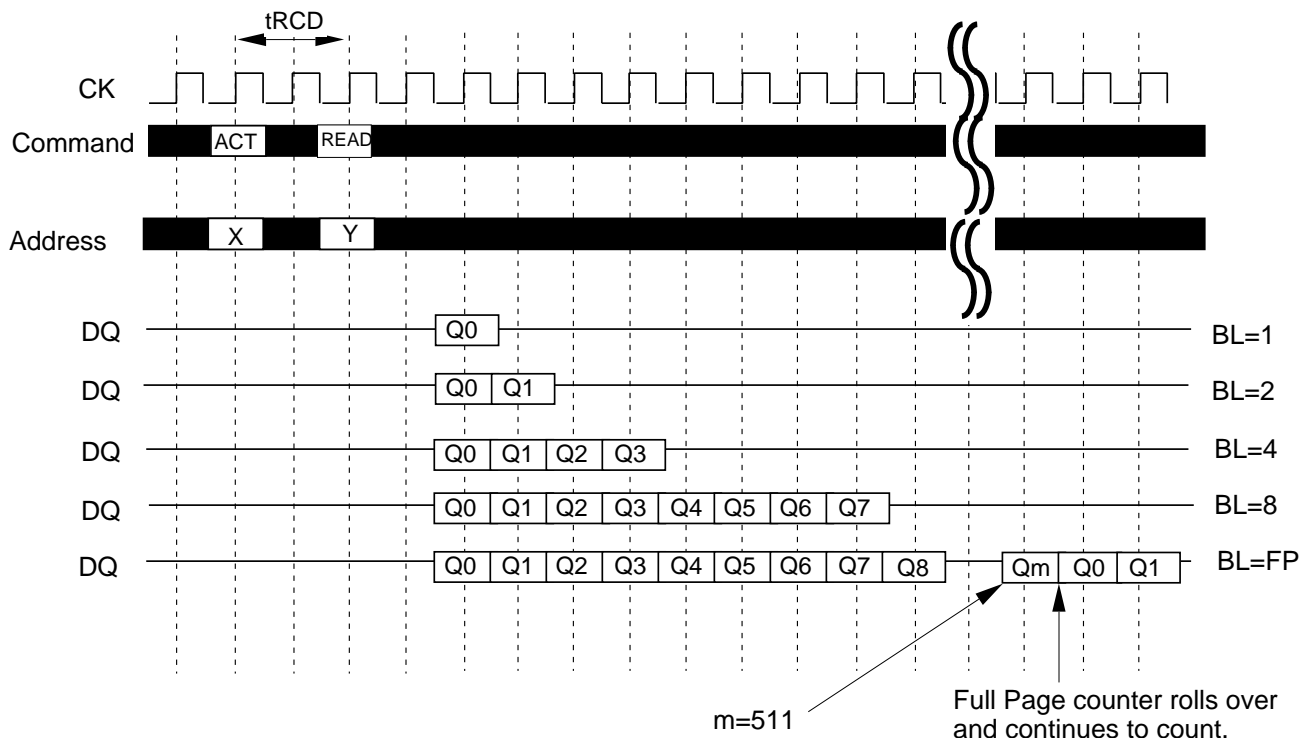 tRCD
CK
Command ACT READ
Address X Y
DQ Q0 BL=1
DQ Q0 Q1 BL=2
DQ Q0 Q1 Q2 Q3 BL=4
DQ Q0 Q1 Q2 Q3 Q4 Q5 Q6 Q7 BL=8
DQ Q0 Q1 Q2 Q3 Q4 Q5 Q6 Q7 Q8 Qm Q0 Q1 BL=FP
m=511
Full Page counter rolls over
and continues to count.